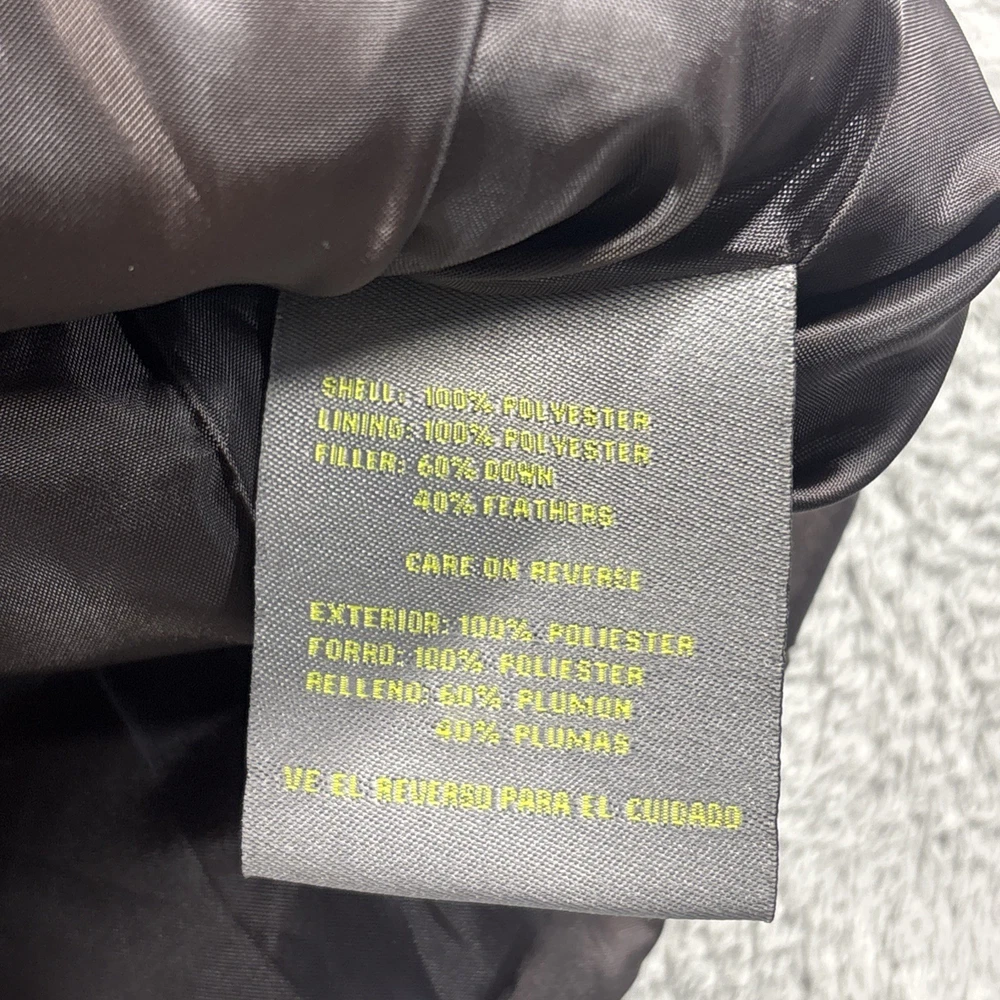 SHELL: 100% POLYESTER
LINING: 100% POLYESTER
FILLER: 60% DOWN
40% FEATHERS
CARE ON REVERSE
EXTERIOR: 100% POLIESTER
FORRO: 100% POLIESTER
RELLENO: 60% PLUMON
40% PLUMAS
VE EL REVERSO PARA EL CUIDADO